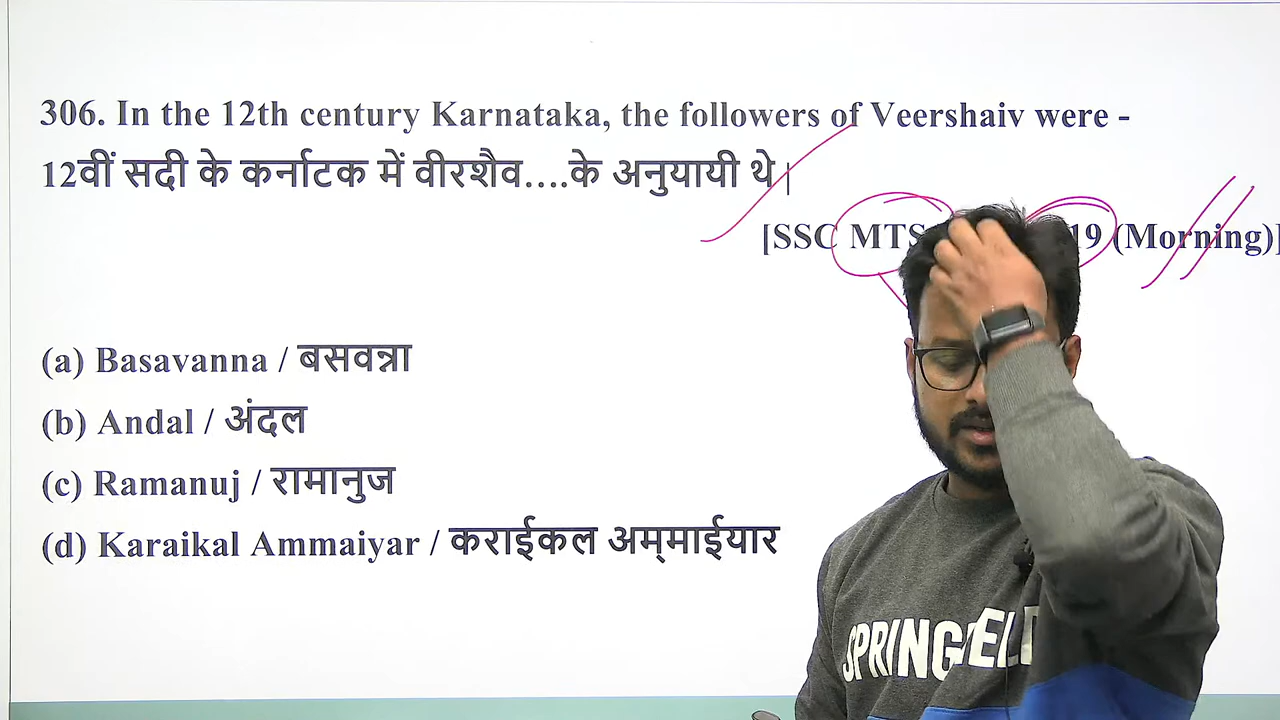 306. In the 12th century Karnataka, the followers of Veershaiv were -
12वीं सदी के कर्नाटक में वीरशैव....के अनुयायी थे |
[SSC MTS 19 (Morning)]
(a) Basavanna / बसवन्ना
(b) Andal / अंदल
(c) Ramanuj / रामानुज
(d) Karaikal Ammaiyar / कराईकल अम्माईयार